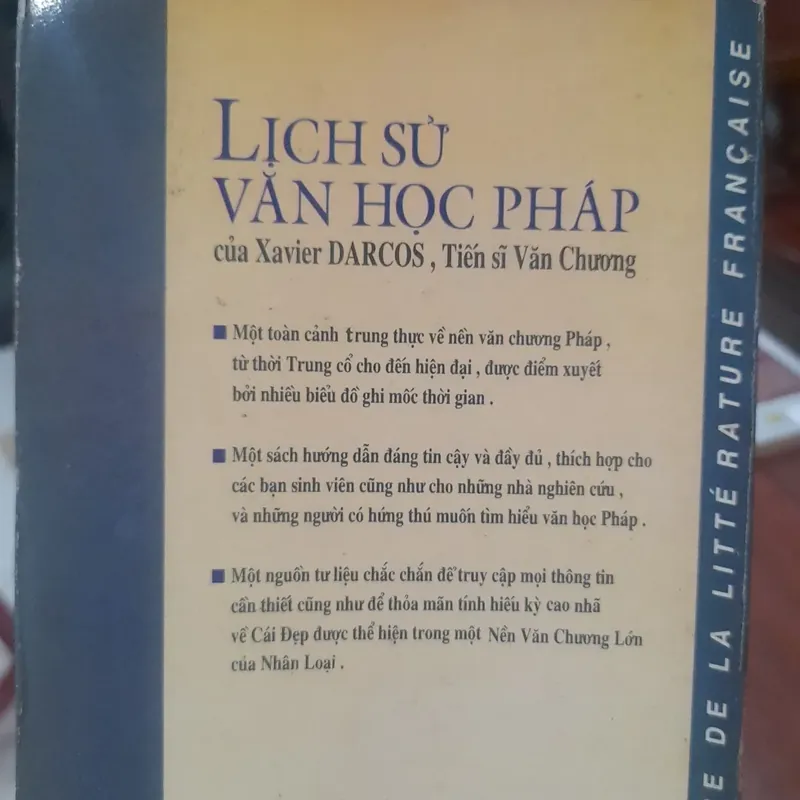 LỊCH SỬ
VĂN HỌC PHÁP
của Xavier DARCOS , Tiến sĩ Văn Chương
Một toàn cảnh trung thực về nền văn chương Pháp ,
từ thời Trung cổ cho đến hiện đại , được điểm xuyết
bởi nhiều biểu đồ ghi mốc thời gian .
Một sách hướng dẫn đáng tin cậy và đầy đủ , thích hợp cho
các bạn sinh viên cũng như cho những nhà nghiên cứu ,
và những người có hứng thú muốn tìm hiểu văn học Pháp .
Một nguồn tư liệu chắc chắn để truy cập mọi thông tin
cần thiết cũng như để thỏa mãn tính hiếu kỳ cao nhã
về Cái Đẹp được thể hiện trong một Nền Văn Chương Lớn
của Nhân Loại .
E DE LA LITTÉRATURE FRANÇAISE